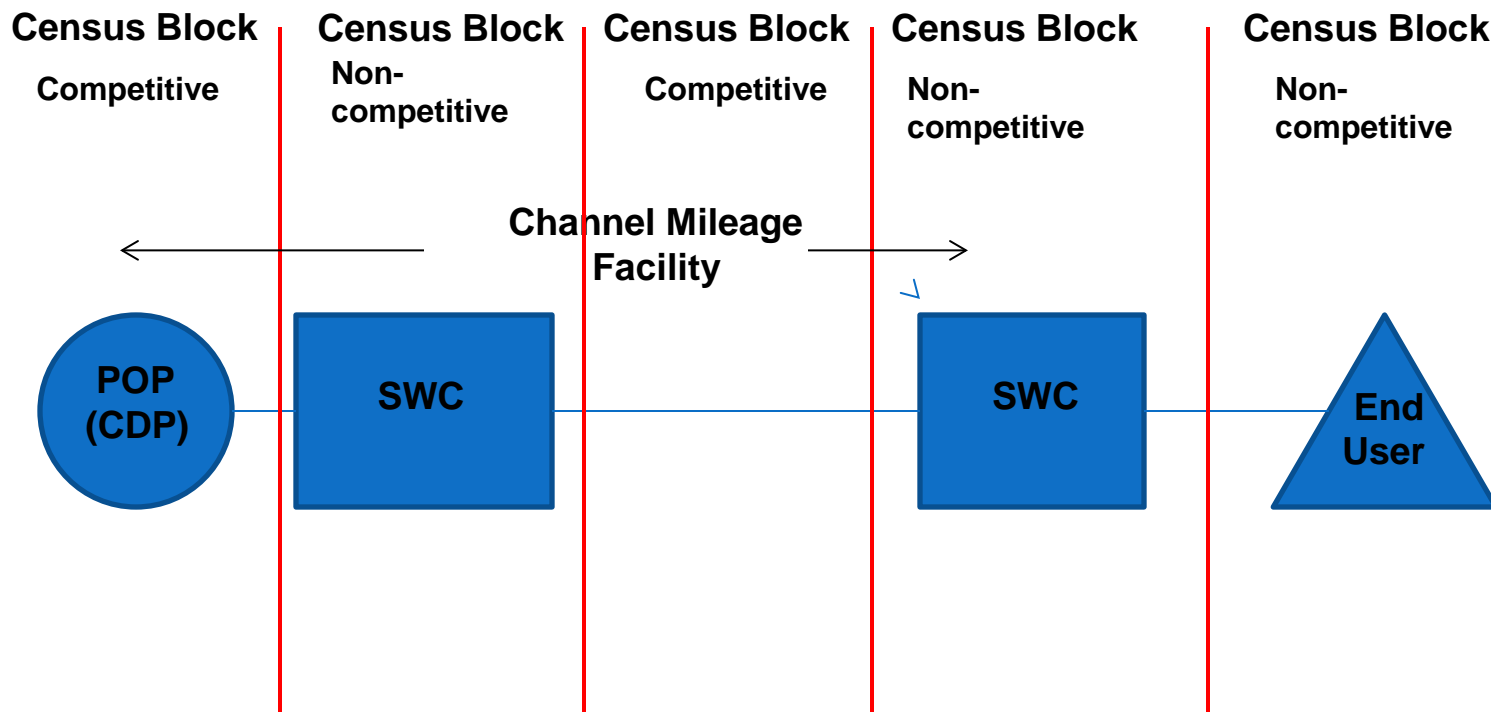 Census Block
Competitive
Census Block
Non-
competitive
Census Block
Competitive
Census Block
Non-
competitive
Census Block
Non-
competitive
Channel Mileage
Facility
POP
(CDP)
SWC
SWC
End
User